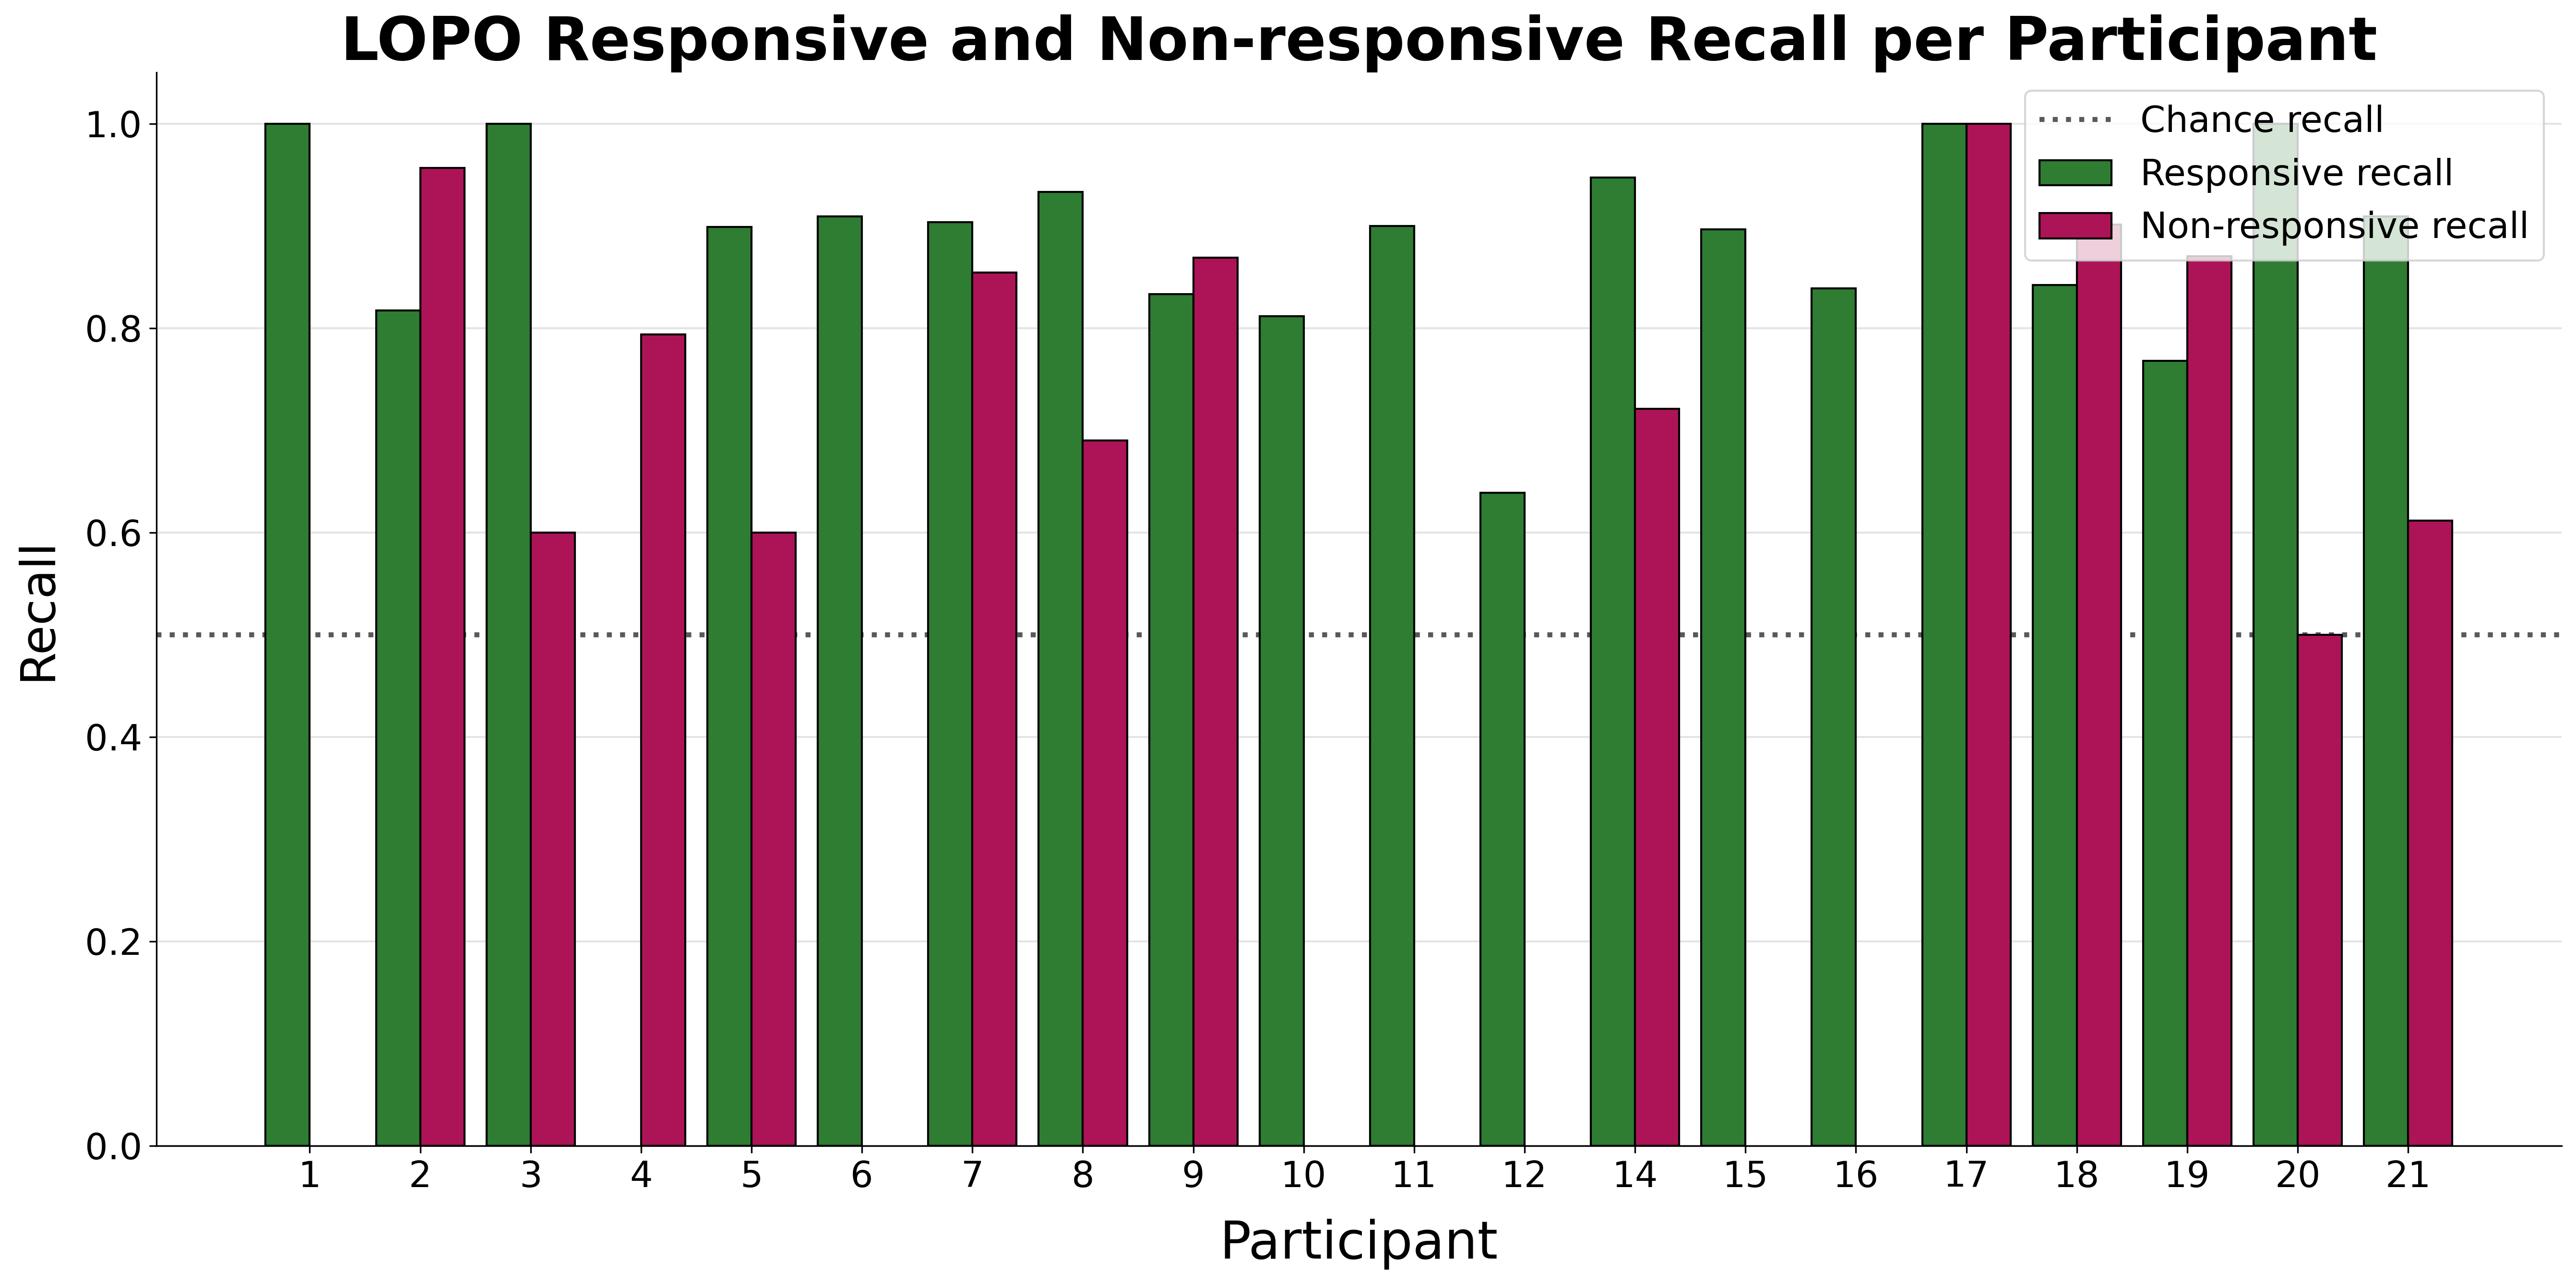 LOPO Responsive and Non-responsive Recall per Participant
Chance recall
Responsive recall
Non-responsive recall
Recall
1.0
0.8
0.6
0.4
0.2
0.0
1 2 3 4 5 6 7 8 9 10 11 12 14 15 16 17 18 19 20 21
Participant